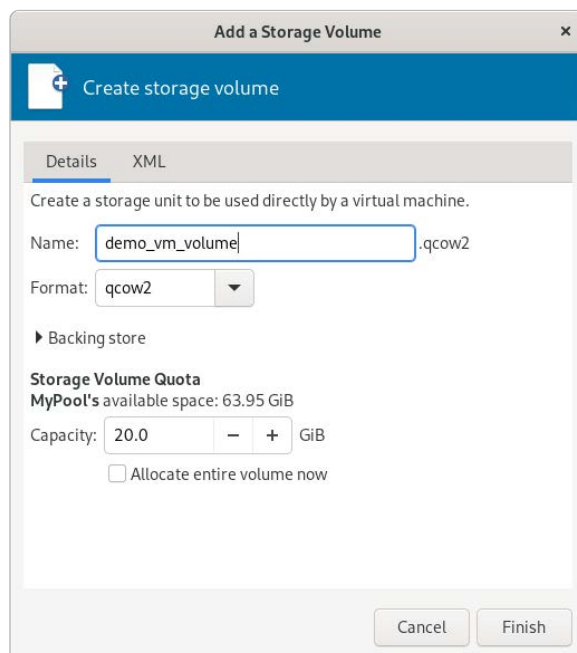 Add a Storage Volume
Create storage volume
Details XML
Create a storage unit to be used directly by a virtual machine.
Name: demo_vm_volume .qcow2
Format: qcow2
Backing store
Storage Volume Quota
MyPool's available space: 63.95 GiB
Capacity: 20.0 − + GiB
Allocate entire volume now
Cancel Finish